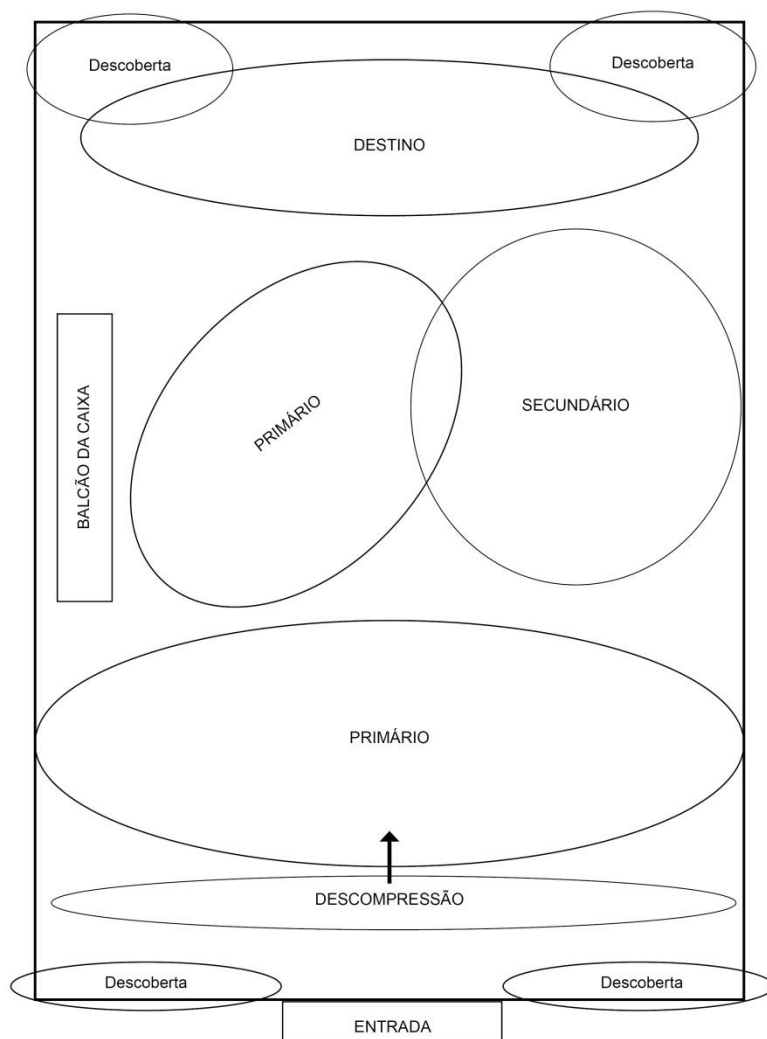 Descoberta
Descoberta
DESTINO
BALCÃO DA CAIXA
PRIMÁRIO
SECUNDÁRIO
PRIMÁRIO
DESCOMPRESSÃO
Descoberta
Descoberta
ENTRADA